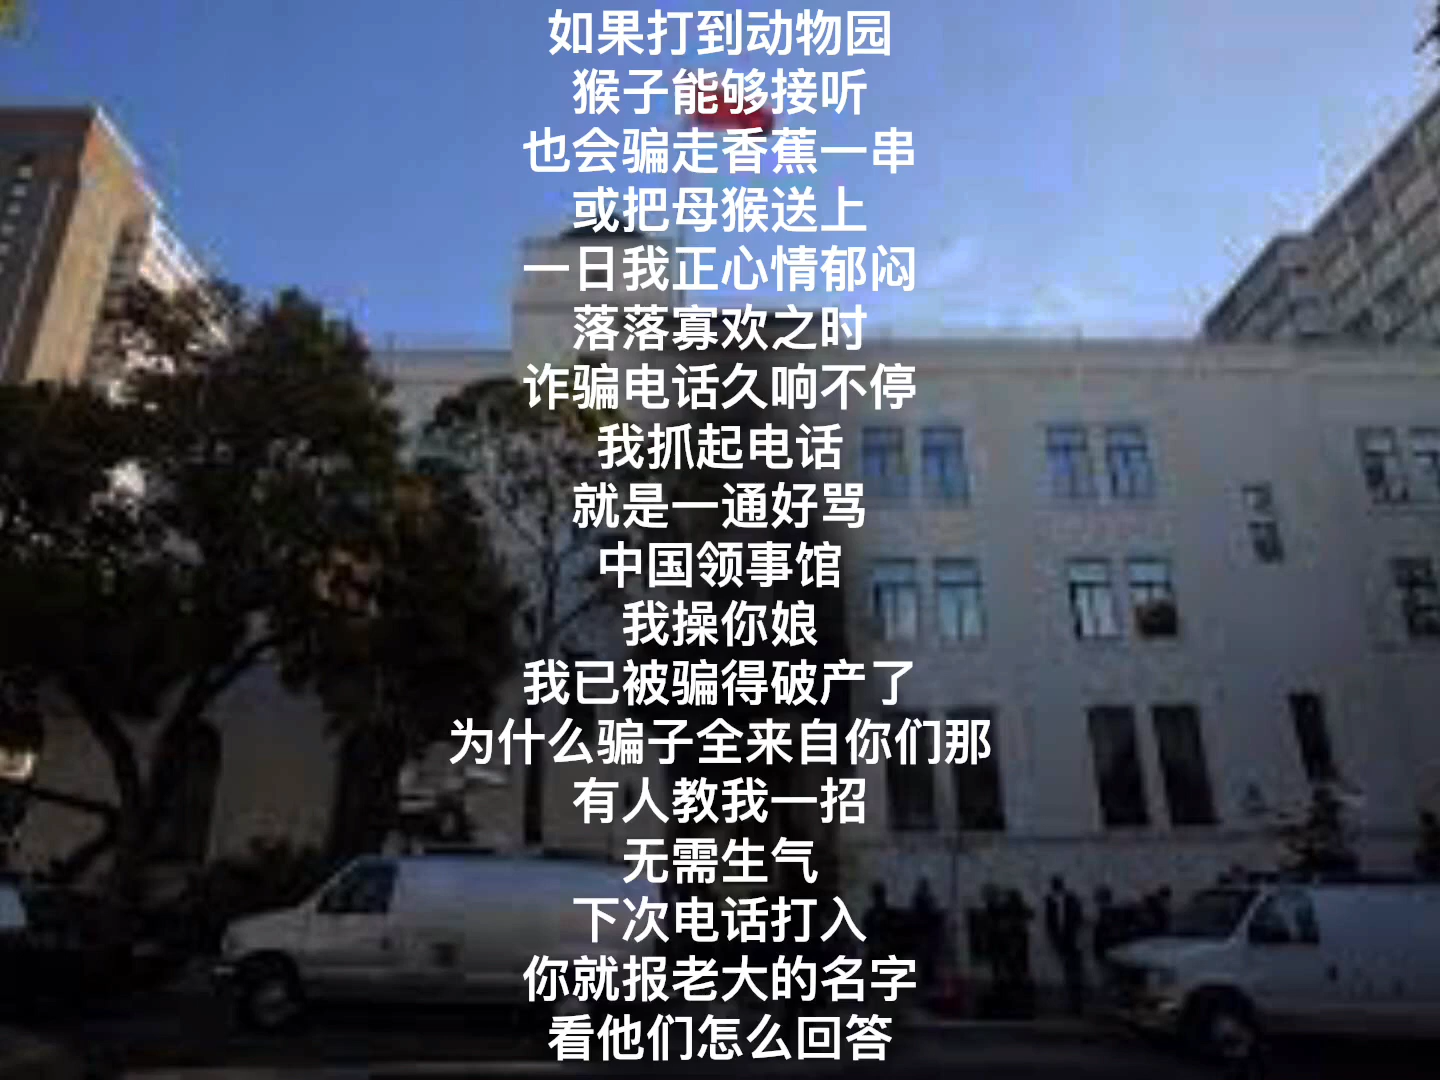 如果打到动物园
猴子能够接听
也会骗走香蕉一串
或把母猴送上
一日我正心情郁闷
落落寡欢之时
诈骗电话久响不停
我抓起电话
就是一通好骂
中国领事馆
我操你娘
我已被骗得破产了
为什么骗子全来自你们那
有人教我一招
无需生气
下次电话打入
你就报老大的名字
看他们怎么回答